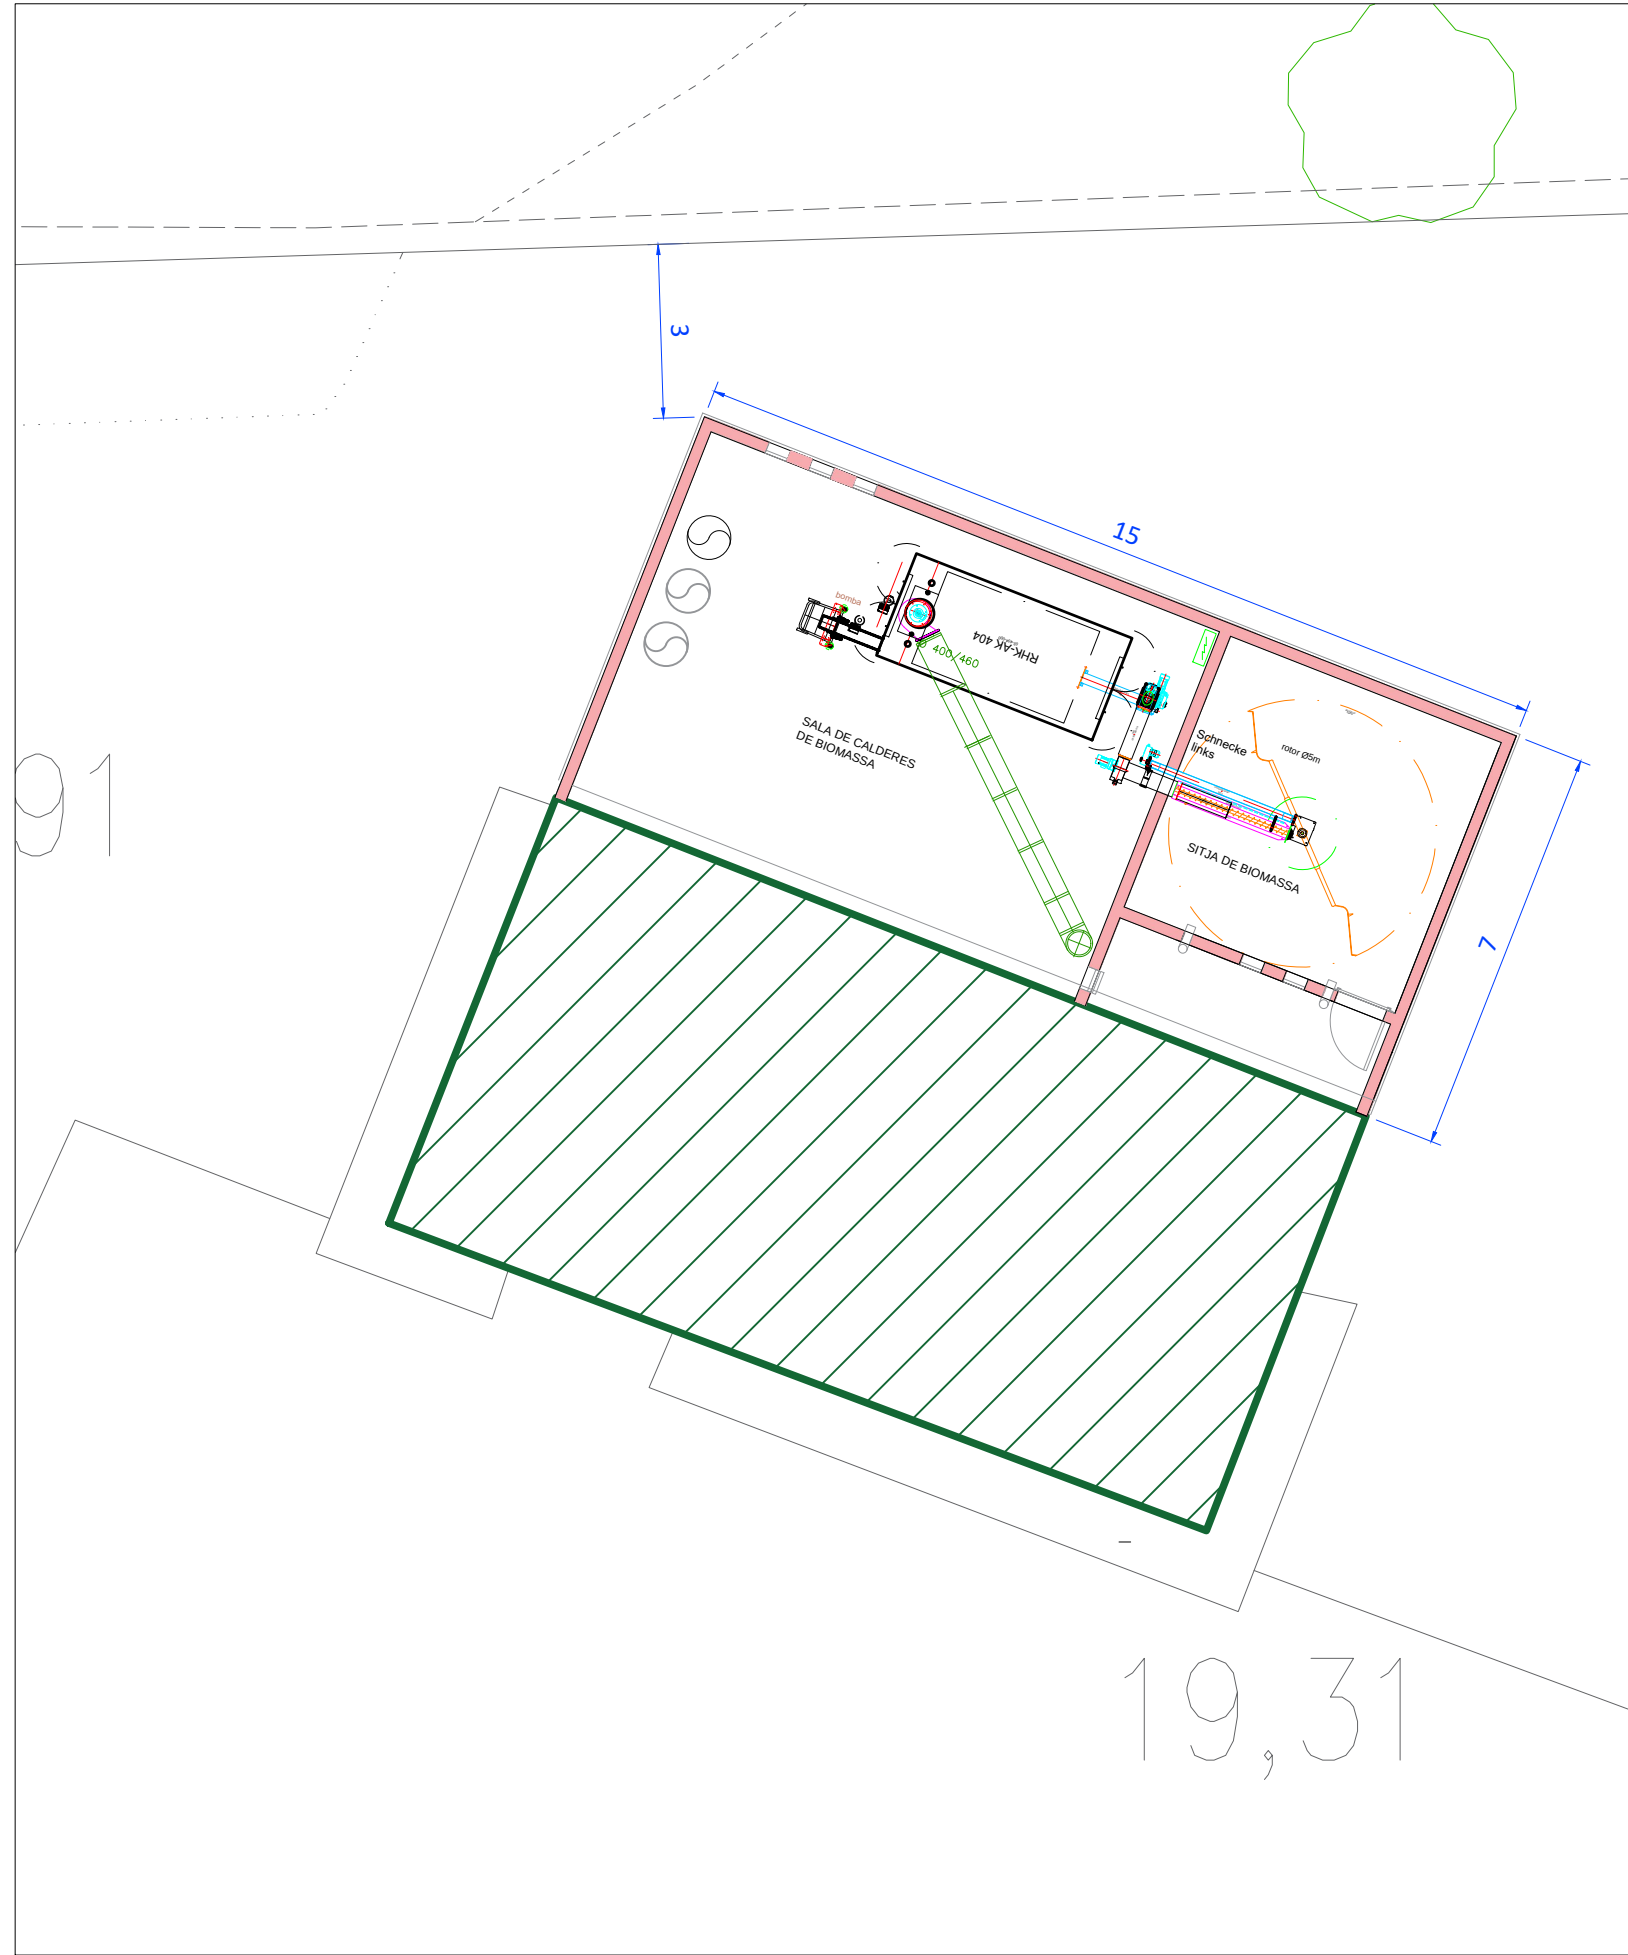 3
15
bomba
RHK-AK 404
Ø 400/460
SALA DE CALDERES
DE BIOMASSA
Schnecke
links
rotor Ø5m
SITJA DE BIOMASSA
7
91
19,31